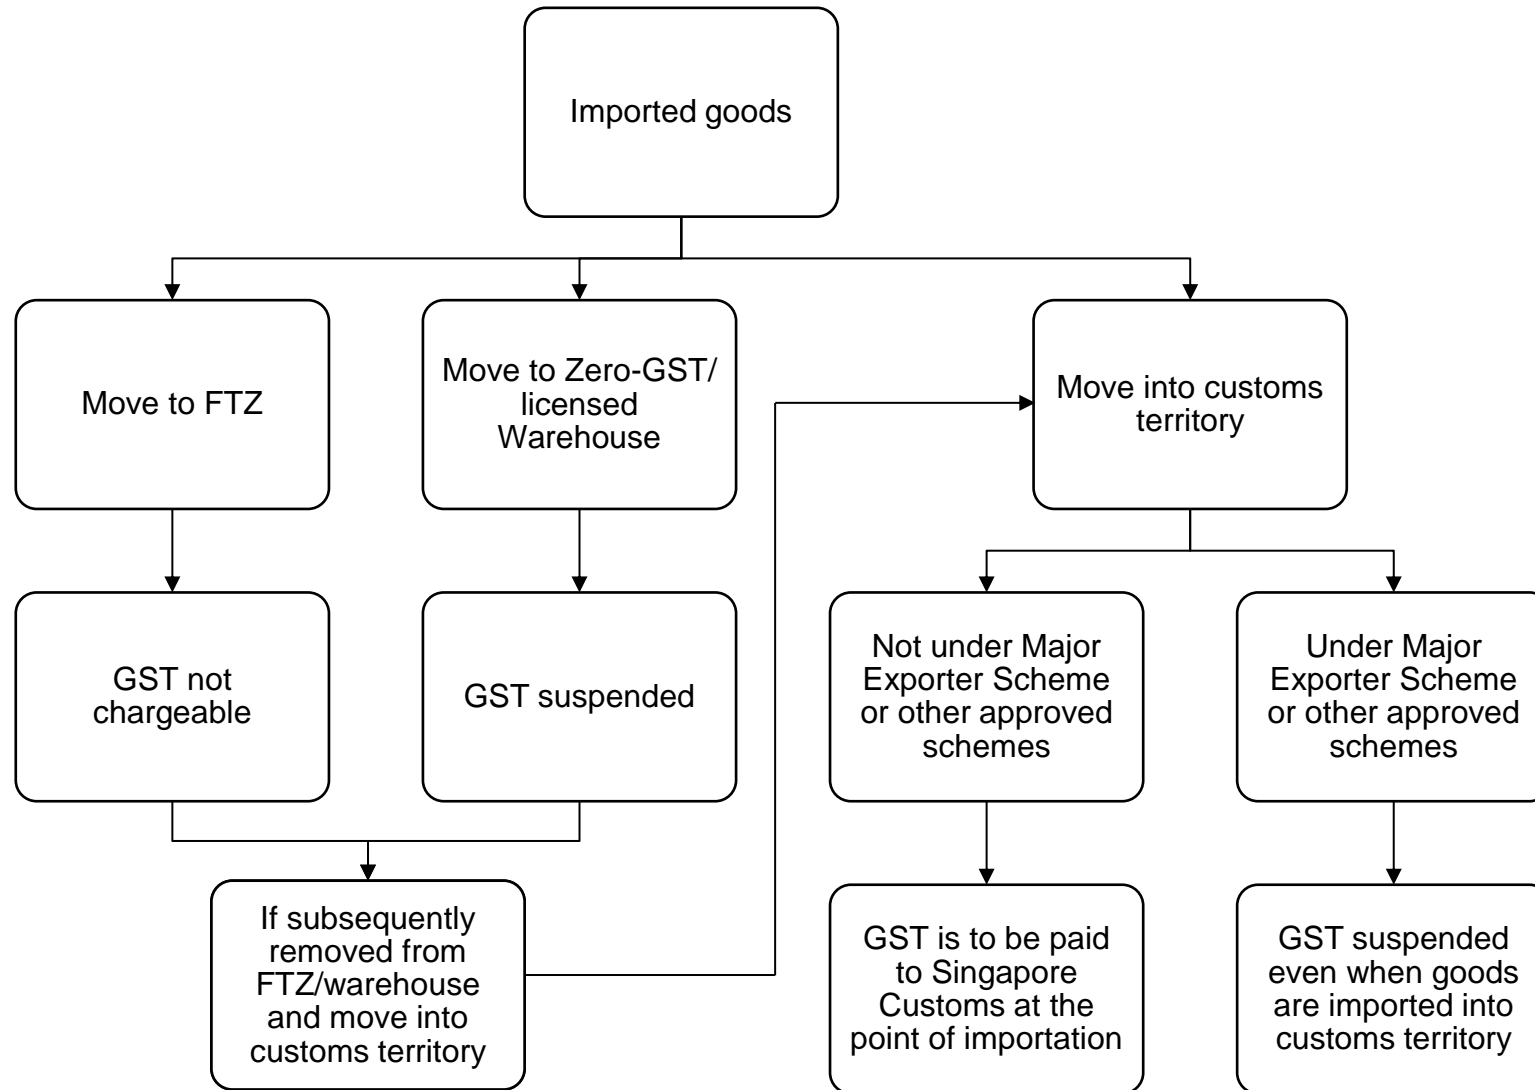 Imported goods
Move to FTZ
Move to Zero-GST/
licensed
Warehouse
Move into customs
territory
GST not
chargeable
GST suspended
Not under Major
Exporter Scheme
or other approved
schemes
Under Major
Exporter Scheme
or other approved
schemes
If subsequently
removed from
FTZ/warehouse
and move into
customs territory
GST is to be paid
to Singapore
Customs at the
point of importation
GST suspended
even when goods
are imported into
customs territory